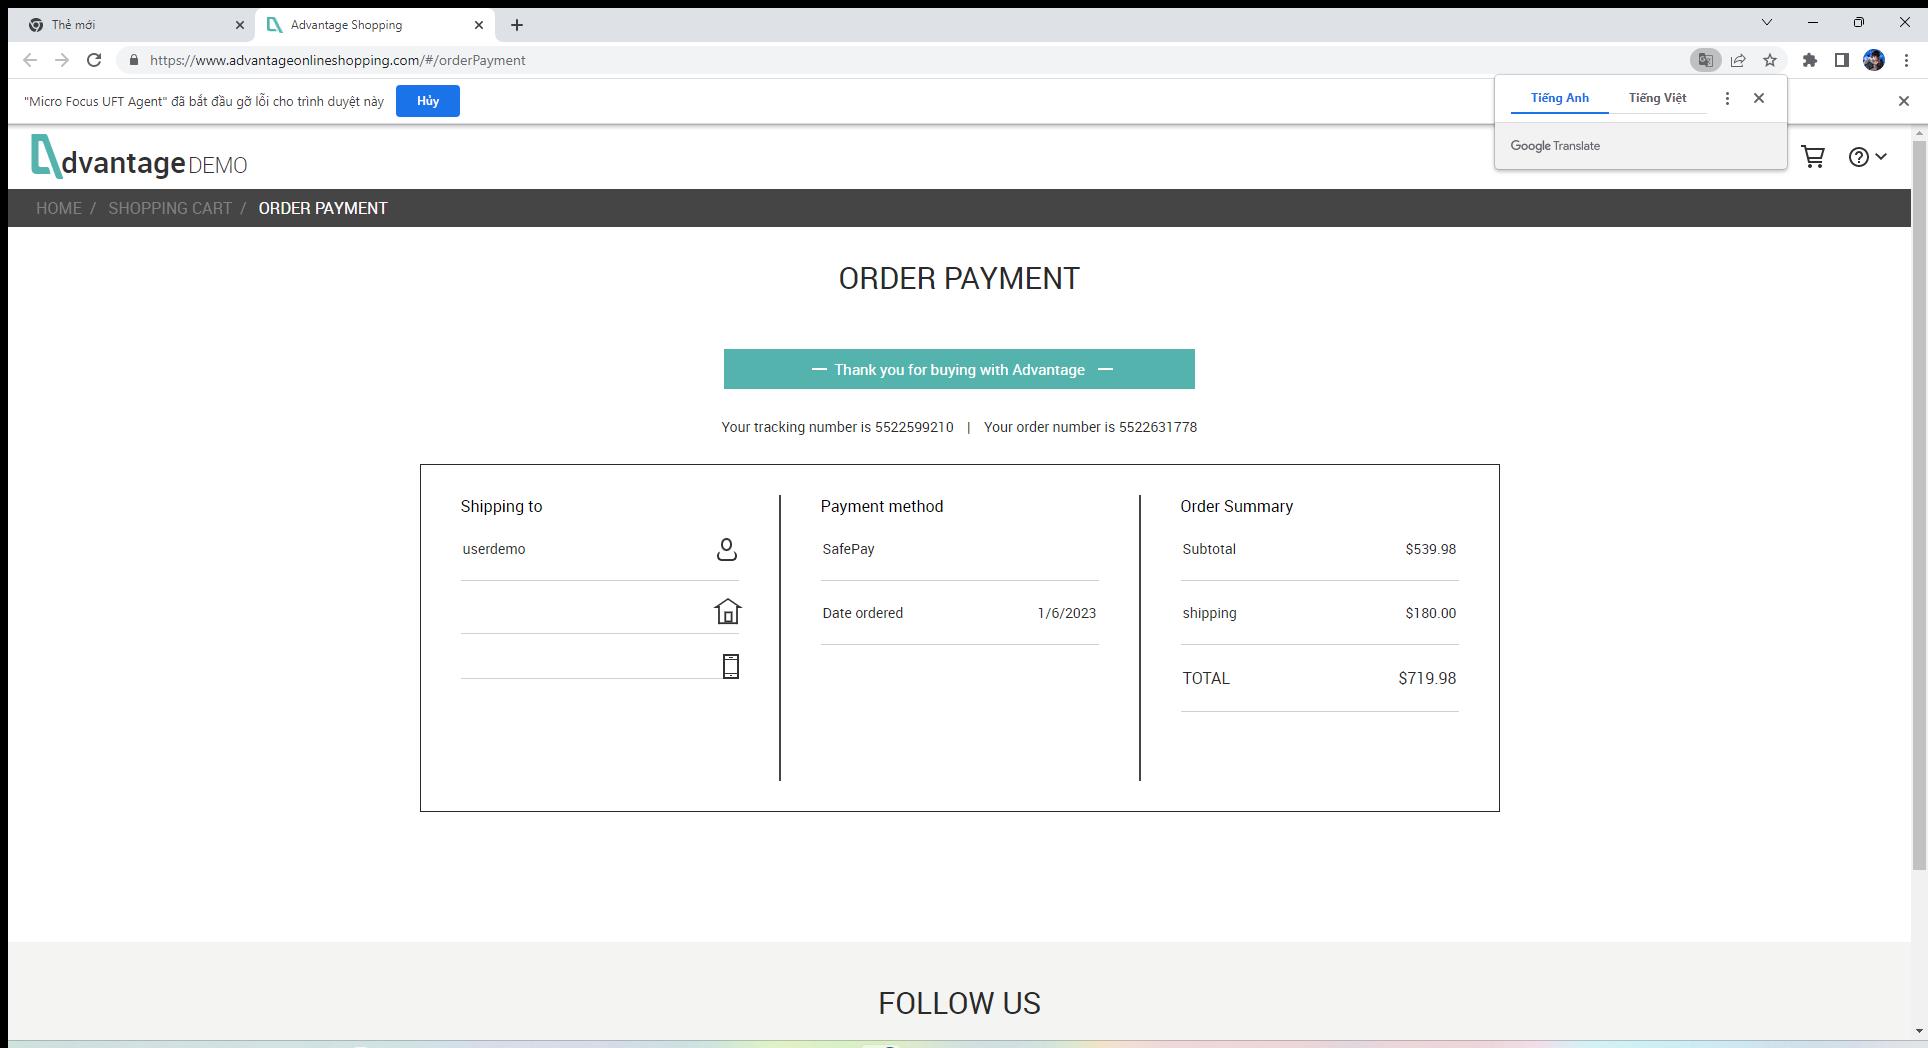 Thẻ mới
Advantage Shopping
https://www.advantageonlineshopping.com/#/orderPayment
"Micro Focus UFT Agent" đã bắt đầu gỡ lỗi cho trình duyệt này
Hủy
Tiếng Anh
Tiếng Việt
Google Translate
dvantage DEMO
HOME / SHOPPING CART / ORDER PAYMENT
ORDER PAYMENT
— Thank you for buying with Advantage —
Your tracking number is 5522599210 | Your order number is 5522631778
Shipping to
userdemo
Payment method
SafePay
Date ordered 1/6/2023
Order Summary
Subtotal $539.98
shipping $180.00
TOTAL $719.98
FOLLOW US